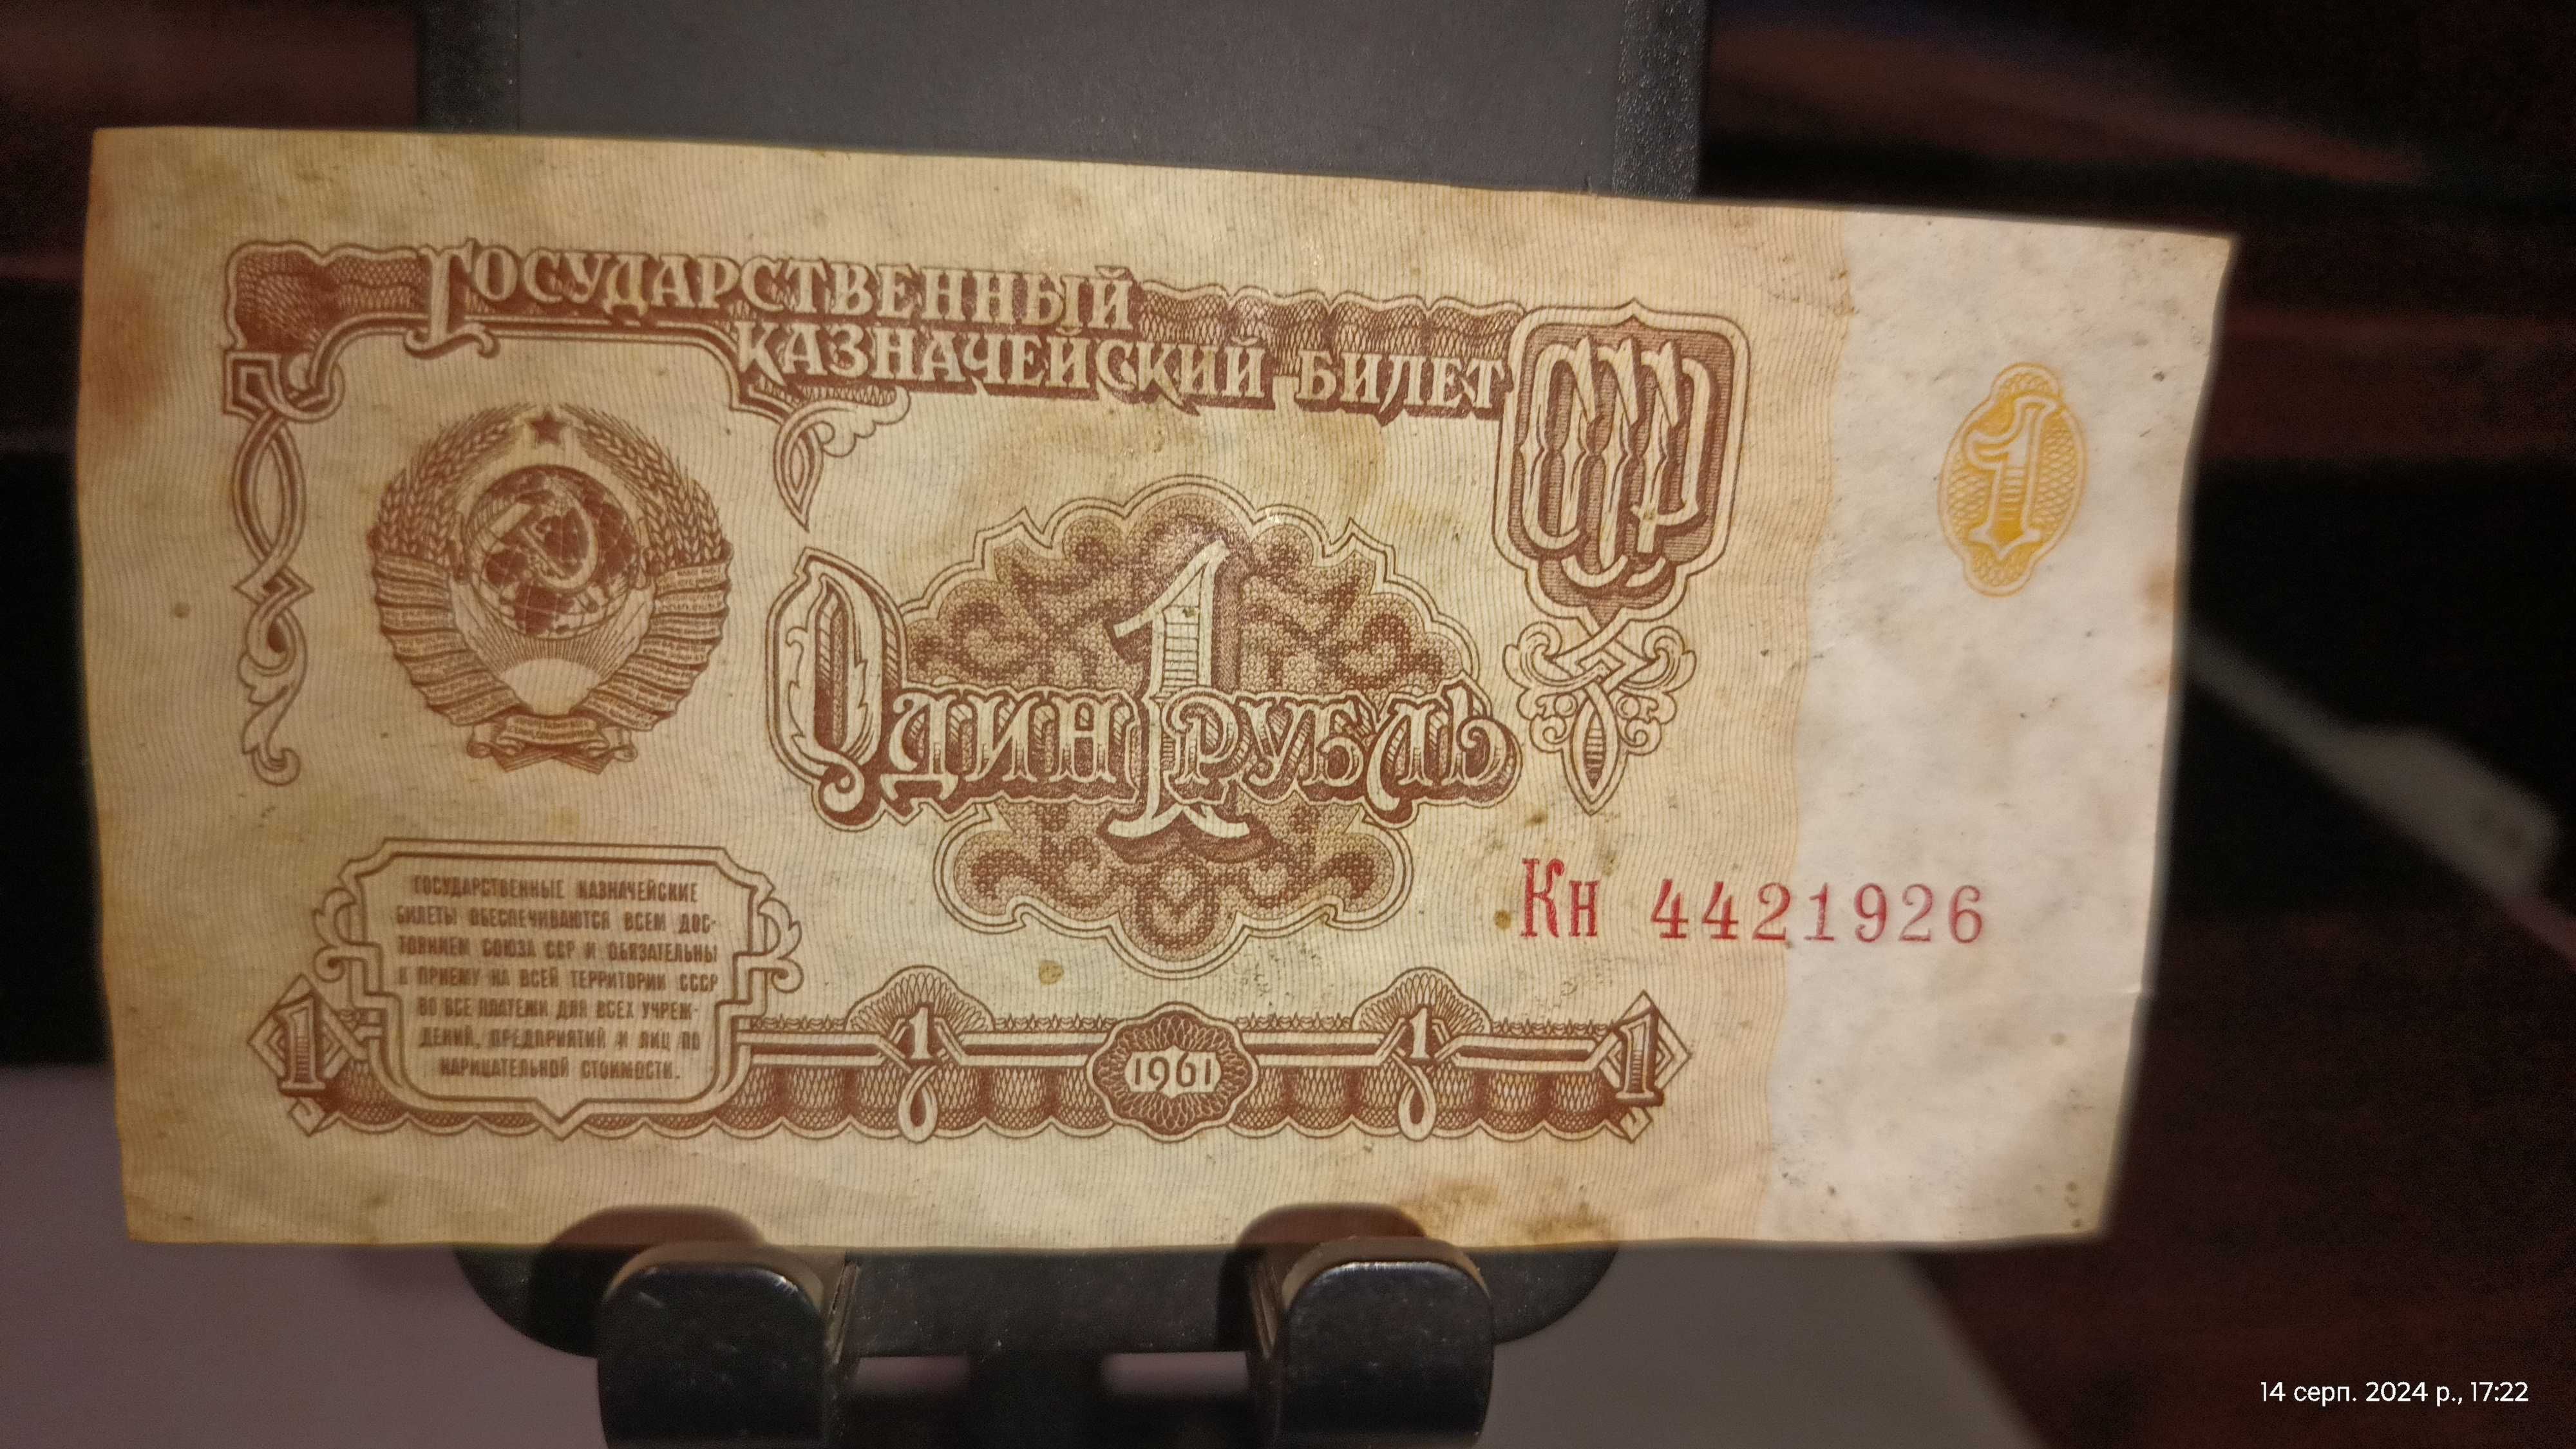 Государственный
казначейский билет
СССР
1
1
Один рубль
Кн 4421926
ГОСУДАРСТВЕННЫЕ КАЗНАЧЕЙСКИЕ
БИЛЕТЫ ОБЕСПЕЧИВАЮТСЯ ВСЕМ ДОС-
ТОЯНИЕМ СОЮЗА ССР И ОБЯЗАТЕЛЬНЫ
К ПРИЕМУ НА ВСЕЙ ТЕРРИТОРИИ СССР
ВО ВСЕ ПЛАТЕЖИ ДЛЯ ВСЕХ УЧРЕЖ-
ДЕНИЙ, ПРЕДПРИЯТИЙ И ЛИЦ ПО
НАРИЦАТЕЛЬНОЙ СТОИМОСТИ.
1 1 1961 1 1
14 серп. 2024 р., 17:22